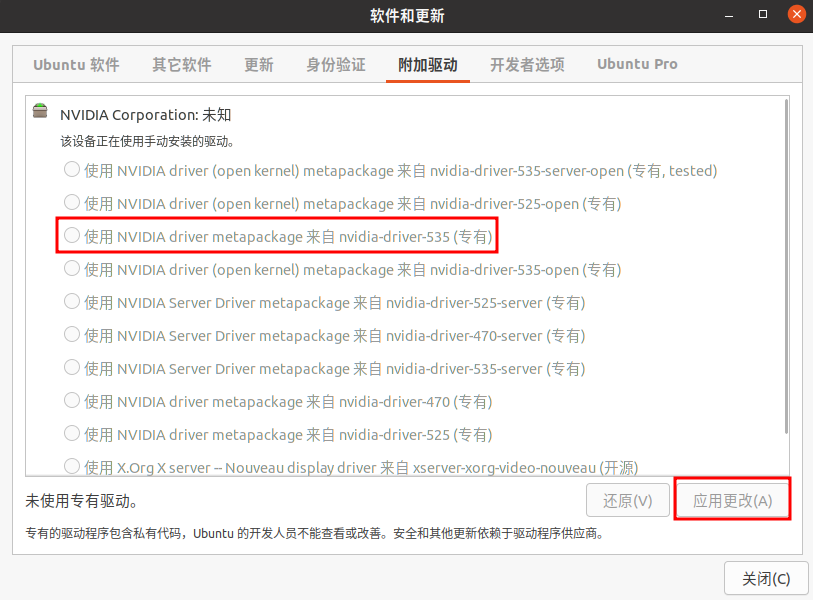 软件和更新
Ubuntu 软件 其它软件 更新 身份验证 附加驱动 开发者选项 Ubuntu Pro
NVIDIA Corporation: 未知
该设备正在使用手动安装的驱动。
使用 NVIDIA driver (open kernel) metapackage 来自 nvidia-driver-535-server-open (专有, tested)
使用 NVIDIA driver (open kernel) metapackage 来自 nvidia-driver-525-open (专有)
使用 NVIDIA driver metapackage 来自 nvidia-driver-535 (专有)
使用 NVIDIA driver (open kernel) metapackage 来自 nvidia-driver-535-open (专有)
使用 NVIDIA Server Driver metapackage 来自 nvidia-driver-525-server (专有)
使用 NVIDIA Server Driver metapackage 来自 nvidia-driver-470-server (专有)
使用 NVIDIA Server Driver metapackage 来自 nvidia-driver-535-server (专有)
使用 NVIDIA driver metapackage 来自 nvidia-driver-470 (专有)
使用 NVIDIA driver metapackage 来自 nvidia-driver-525 (专有)
使用 X.Org X server -- Nouveau display driver 来自 xserver-xorg-video-nouveau (开源)
未使用专有驱动。 还原(V) 应用更改(A)
专有的驱动程序包含私有代码，Ubuntu 的开发人员不能查看或改善。安全和其他更新依赖于驱动程序供应商。
关闭(C)